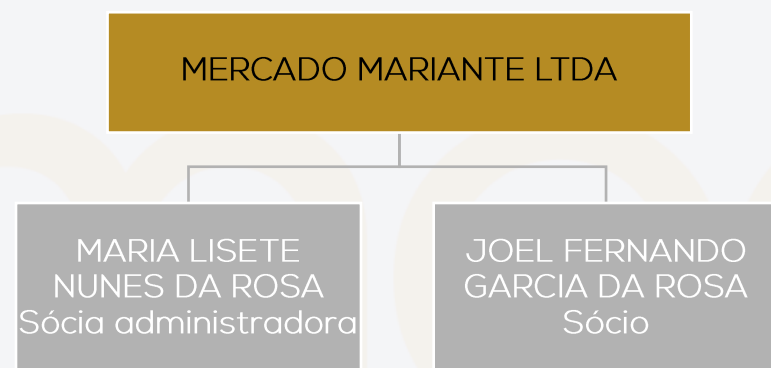 MERCADO MARIANTE LTDA
MARIA LISETE
NUNES DA ROSA
Sócia administradora
JOEL FERNANDO
GARCIA DA ROSA
Sócio